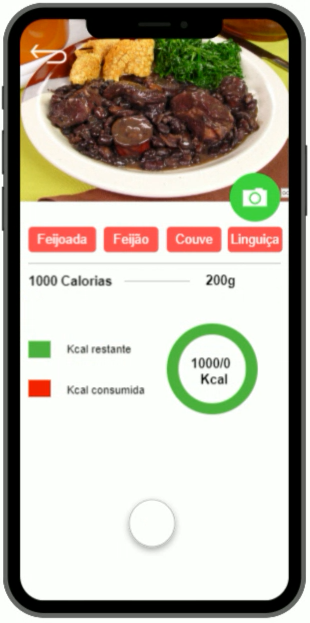 Feijoada Feijão Couve Linguiça
1000 Calorias 200g
Kcal restante
1000/0
Kcal
Kcal consumida